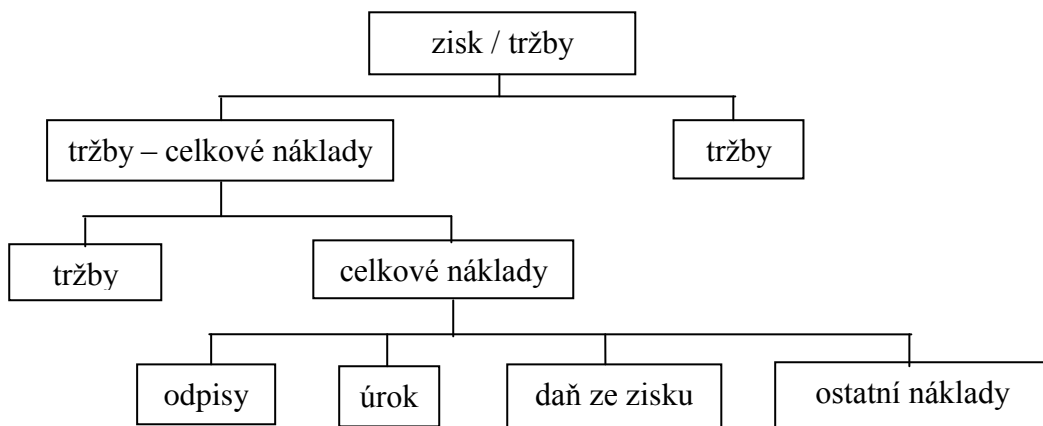 zisk / tržby
tržby – celkové náklady
tržby
tržby
celkové náklady
odpisy
úrok
daň ze zisku
ostatní náklady